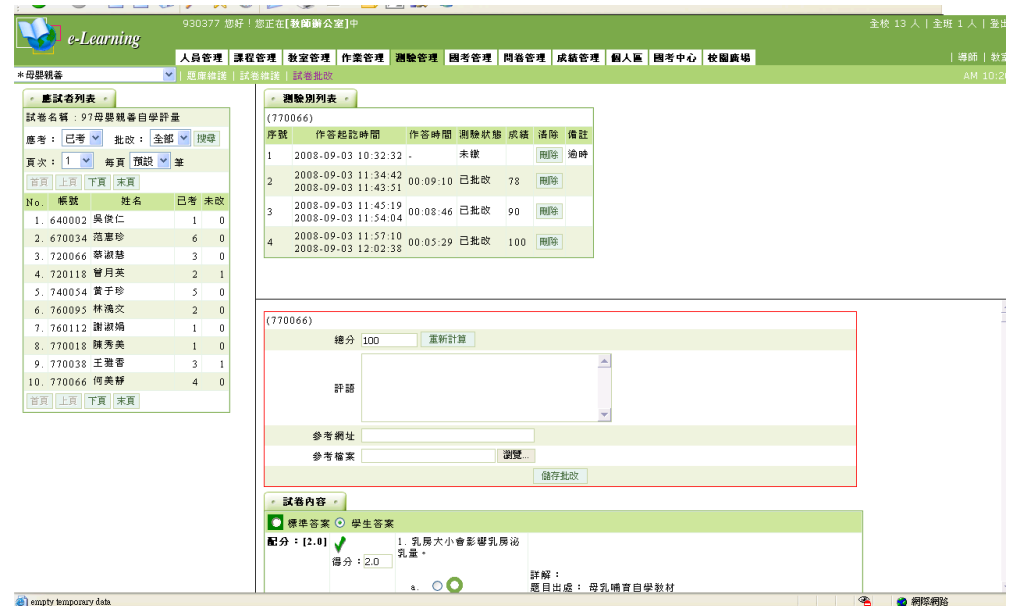 930377 您好！您正在[教師辦公室]中
全校 13 人 | 全班 1 人 |
e-Learning
人員管理 課程管理 教室管理 作業管理 測驗管理 國考管理 問卷管理 成績管理 個人區 國考中心 校園廣場
| 導師 | 教室
*母嬰親善 | 題庫維護 | 試卷維護 | 試卷批改
AM 10:2
應試者列表
試卷名稱：97母嬰親善自學評量
應考： 已考 批改： 全部 搜尋
頁次： 1 每頁 預設 筆
首頁 上頁 下頁 末頁
No. 帳號 姓名 已考 未改
1. 640002 吳俊仁 1 0
2. 670034 范惠珍 6 0
3. 720066 蔡淑慧 3 0
4. 720118 曾月英 2 1
5. 740054 黃于珍 5 0
6. 760095 林鴻文 2 0
7. 760112 謝淑娟 1 0
8. 770018 陳秀美 1 0
9. 770038 王雅香 3 1
10. 770066 何美靜 4 0
首頁 上頁 下頁 末頁
測驗別列表
(770066)
序號 作答起訖時間 作答時間 測驗狀態 成績 清除 備註
1 2008-09-03 10:32:32 - 未繳 刪除 逾時
2 2008-09-03 11:34:42
2008-09-03 11:43:51 00:09:10 已批改 78 刪除
3 2008-09-03 11:45:19
2008-09-03 11:54:04 00:08:46 已批改 90 刪除
4 2008-09-03 11:57:10
2008-09-03 12:02:38 00:05:29 已批改 100 刪除
(770066)
總分 100 重新計算
評語
參考網址
參考檔案 瀏覽...
儲存批改
試卷內容
標準答案 學生答案
配分：[2.0] 得分：2.0
1. 乳房大小會影響乳房泌
乳量。
a.
詳解：
題目出處： 母乳哺育自學教材
empty temporary data
網際網路